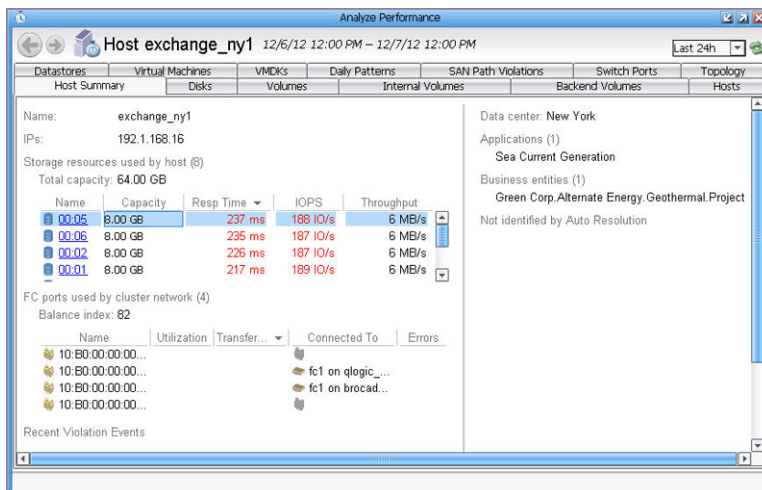 Analyze Performance
Host exchange_ny1 12/6/12 12:00 PM – 12/7/12 12:00 PM
Last 24h
Datastores Virtual Machines VMDKs Daily Patterns SAN Path Violations Switch Ports Topology
Host Summary Disks Volumes Internal Volumes Backend Volumes Hosts
Name: exchange_ny1
IPs: 192.1.168.16
Storage resources used by host (8)
Total capacity: 64.00 GB
Name Capacity Resp Time IOPS Throughput
00:05 8.00 GB 237 ms 188 IO/s 6 MB/s
00:06 8.00 GB 235 ms 187 IO/s 6 MB/s
00:02 8.00 GB 226 ms 187 IO/s 6 MB/s
00:01 8.00 GB 217 ms 189 IO/s 6 MB/s
FC ports used by cluster network (4)
Balance index: 82
Name Utilization Transfer... Connected To Errors
10:B0:00:00:00...
10:B0:00:00:00... fc1 on qlogic_...
10:B0:00:00:00... fc1 on brocad...
10:B0:00:00:00...
Recent Violation Events
Data center: New York
Applications (1)
Sea Current Generation
Business entities (1)
Green Corp.Alternate Energy.Geothermal.Project
Not identified by Auto Resolution